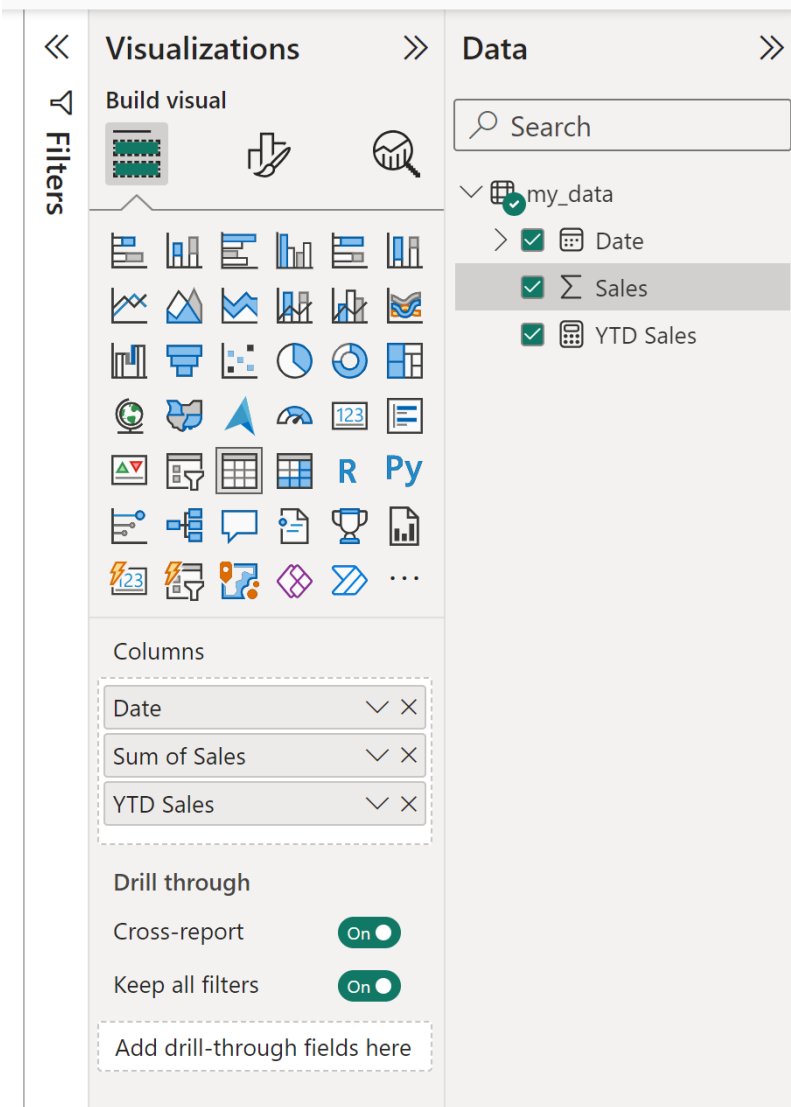 Filters
Visualizations
Build visual
123
R
Py
123
Columns
Date
Sum of Sales
YTD Sales
Drill through
Cross-report
On
Keep all filters
On
Add drill-through fields here
Data
Search
my_data
Date
Sales
YTD Sales